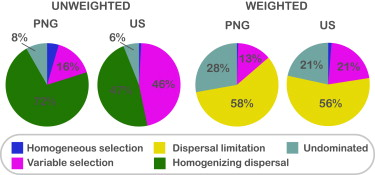 UNWEIGHTED
WEIGHTED
PNG
US
PNG
US
8%
16%
6%
46%
28%
13%
58%
21%
21%
56%
Homogeneous selection
Dispersal limitation
Undominated
Variable selection
Homogenizing dispersal